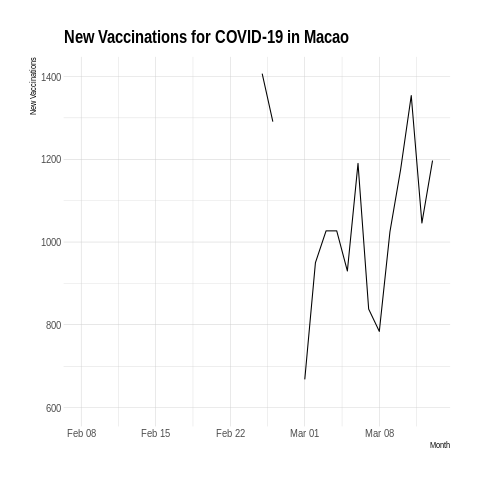 New Vaccinations for COVID-19 in Macao
New Vaccinations
1400
1200
1000
800
600
Feb 08 Feb 15 Feb 22 Mar 01 Mar 08
Month